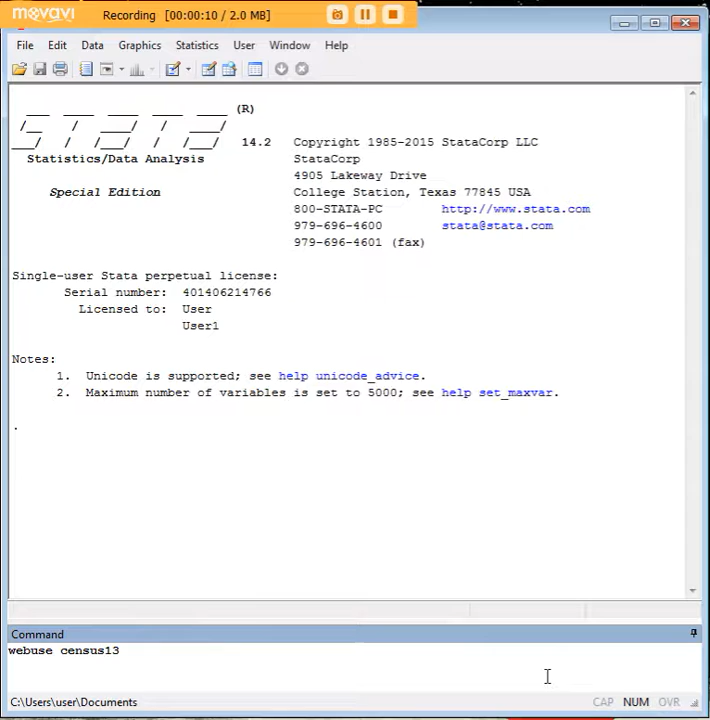 movavi Recording [00:00:10 / 2.0 MB]
File Edit Data Graphics Statistics User Window Help
STATA (R)
14.2 Copyright 1985-2015 StataCorp LLC
Statistics/Data Analysis StataCorp
4905 Lakeway Drive
Special Edition College Station, Texas 77845 USA
800-STATA-PC http://www.stata.com
979-696-4600 stata@stata.com
979-696-4601 (fax)
Single-user Stata perpetual license:
Serial number: 401406214766
Licensed to: User
User1
Notes:
1. Unicode is supported; see help unicode_advice.
2. Maximum number of variables is set to 5000; see help set_maxvar.
.
Command
webuse census13
C:\Users\user\Documents CAP NUM OVR